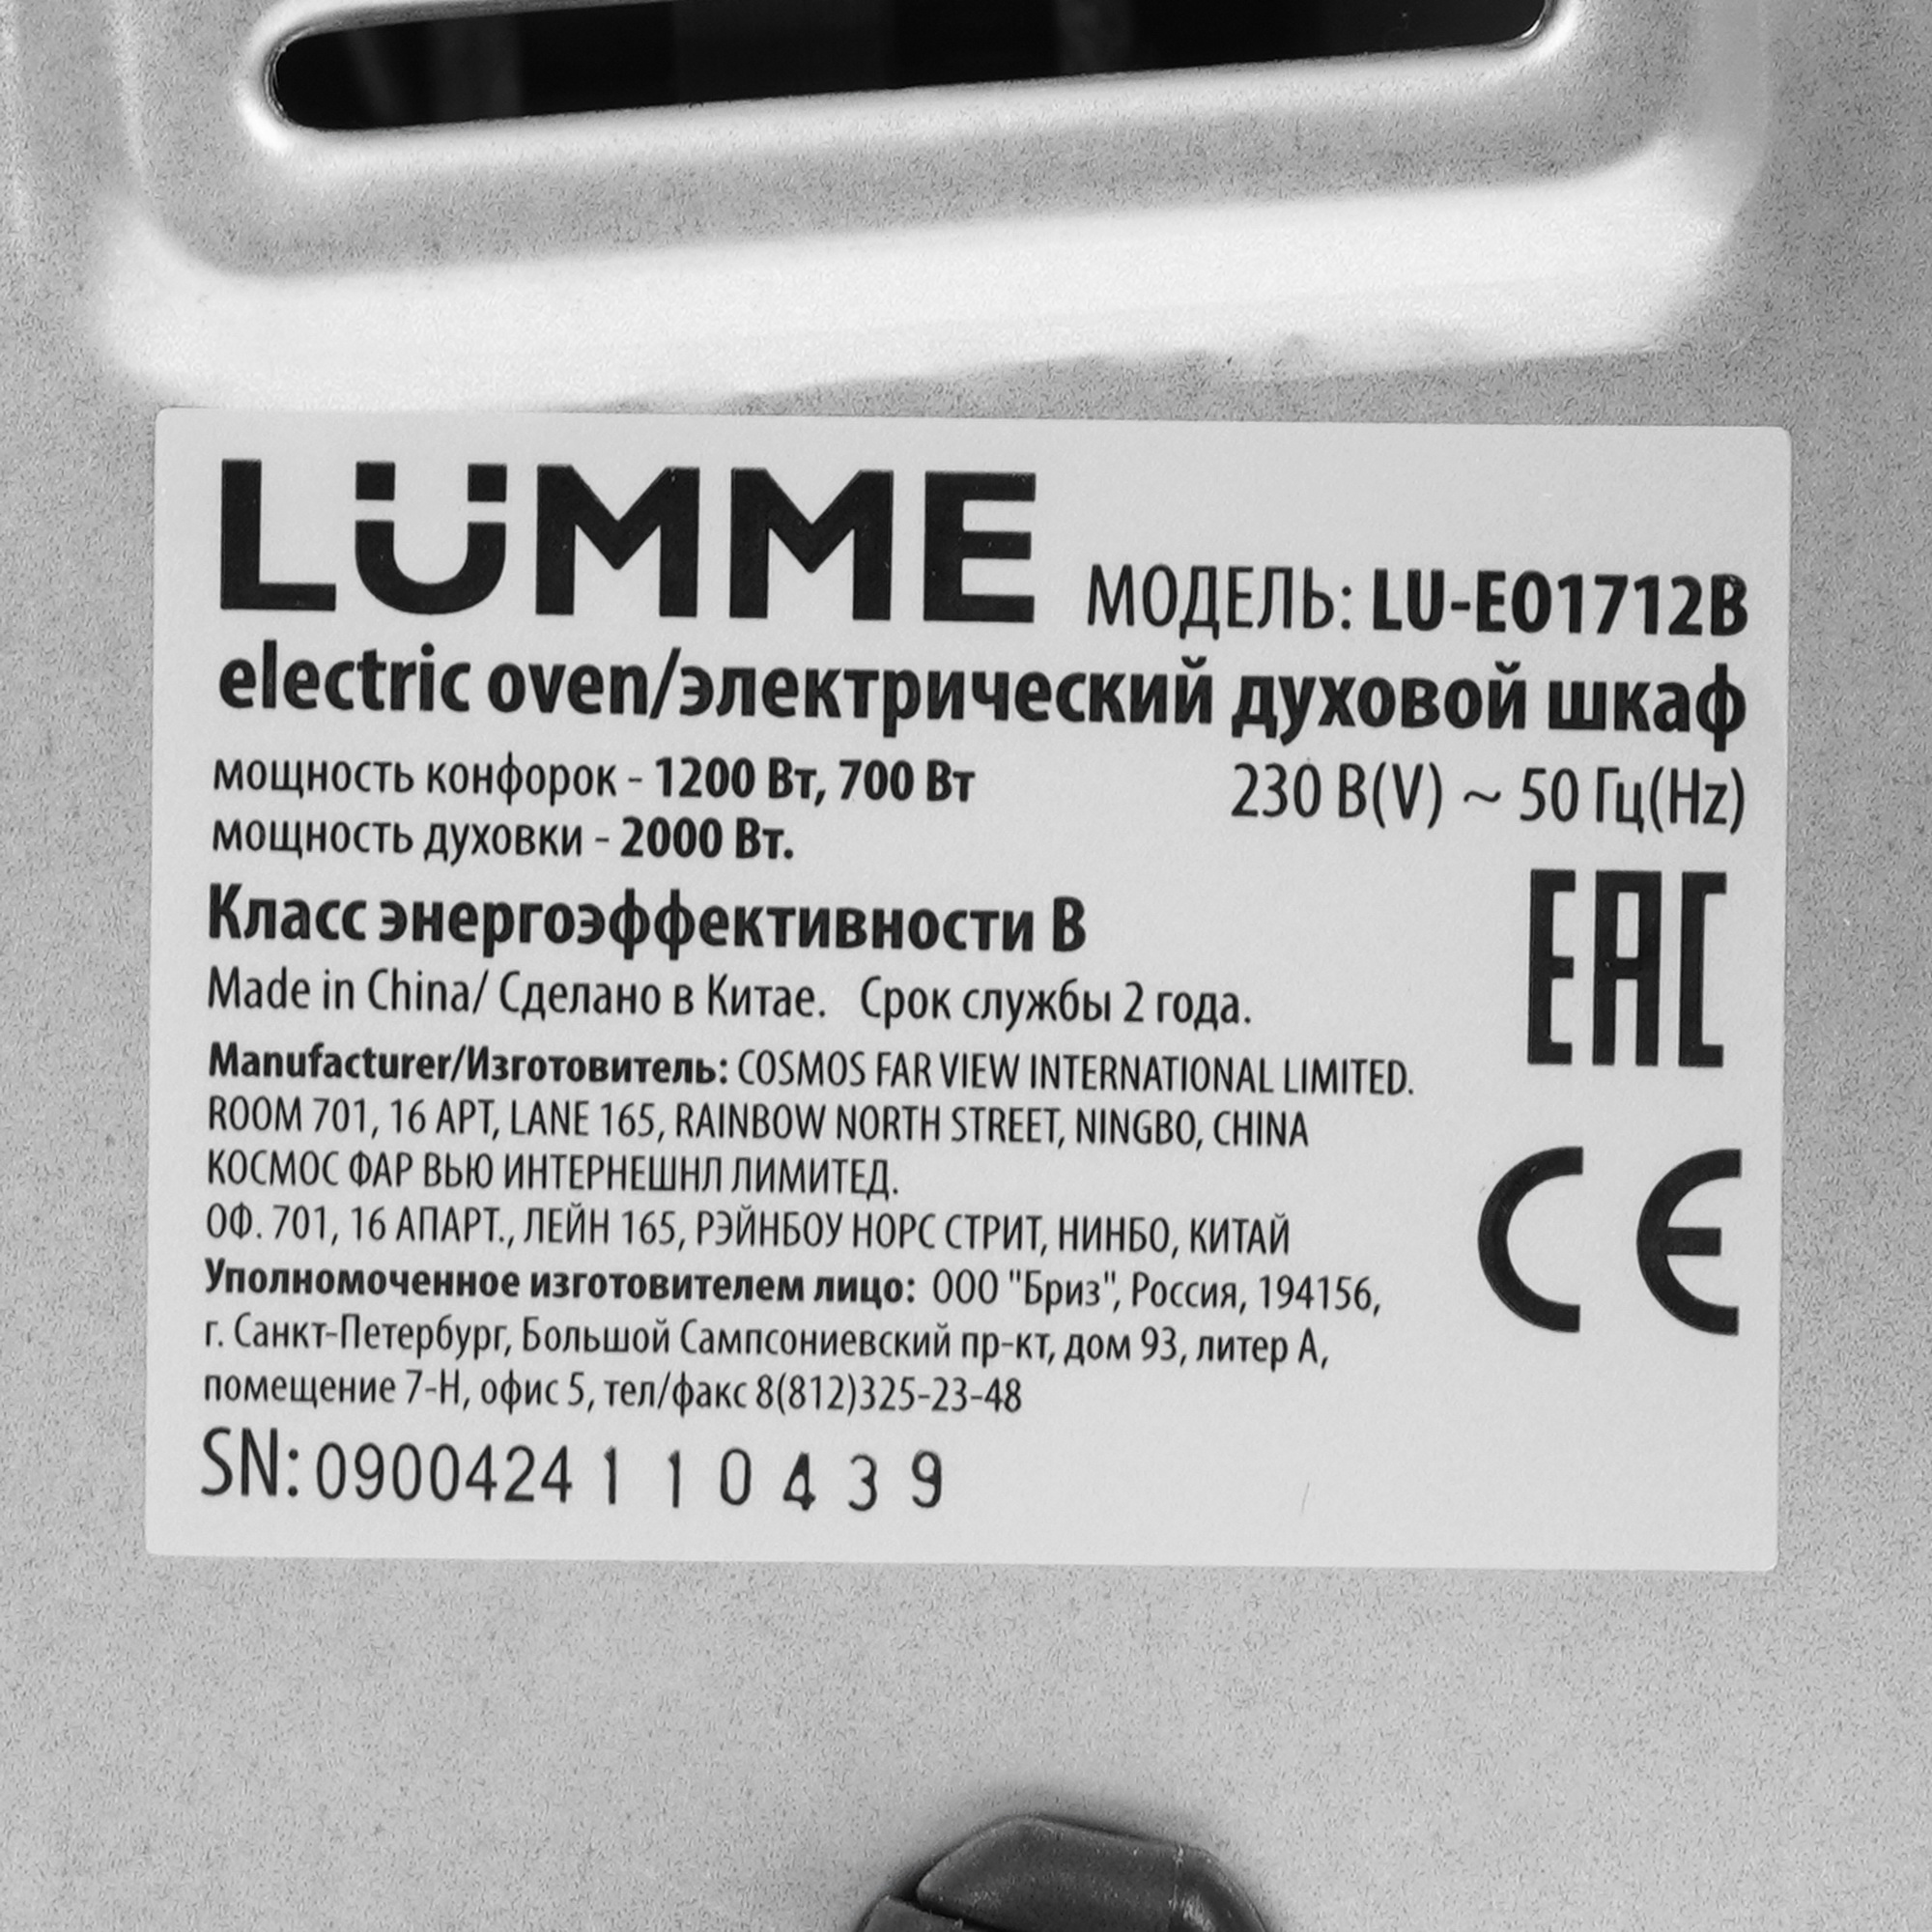 LÜMME МОДЕЛЬ: LU-EO1712B
electric oven/электрический духовой шкаф
мощность конфорок - 1200 Вт, 700 Вт 230 В(V) ~ 50 Гц(Hz)
мощность духовки - 2000 Вт.
Класс энергоэффективности В
EAC
Made in China/ Сделано в Китае. Срок службы 2 года.
Manufacturer/Изготовитель: COSMOS FAR VIEW INTERNATIONAL LIMITED.
ROOM 701, 16 APT, LANE 165, RAINBOW NORTH STREET, NINGBO, CHINA
КОСМОС ФАР ВЬЮ ИНТЕРНЕШНЛ ЛИМИТЕД.
ОФ. 701, 16 АПАРТ., ЛЕЙН 165, РЭЙНБОУ НОРС СТРИТ, НИНБО, КИТАЙ
CE
Уполномоченное изготовителем лицо: ООО "Бриз", Россия, 194156,
г. Санкт-Петербург, Большой Сампсониевский пр-кт, дом 93, литер А,
помещение 7-Н, офис 5, тел/факс 8(812)325-23-48
SN: 0900424 1 1 0 4 3 9